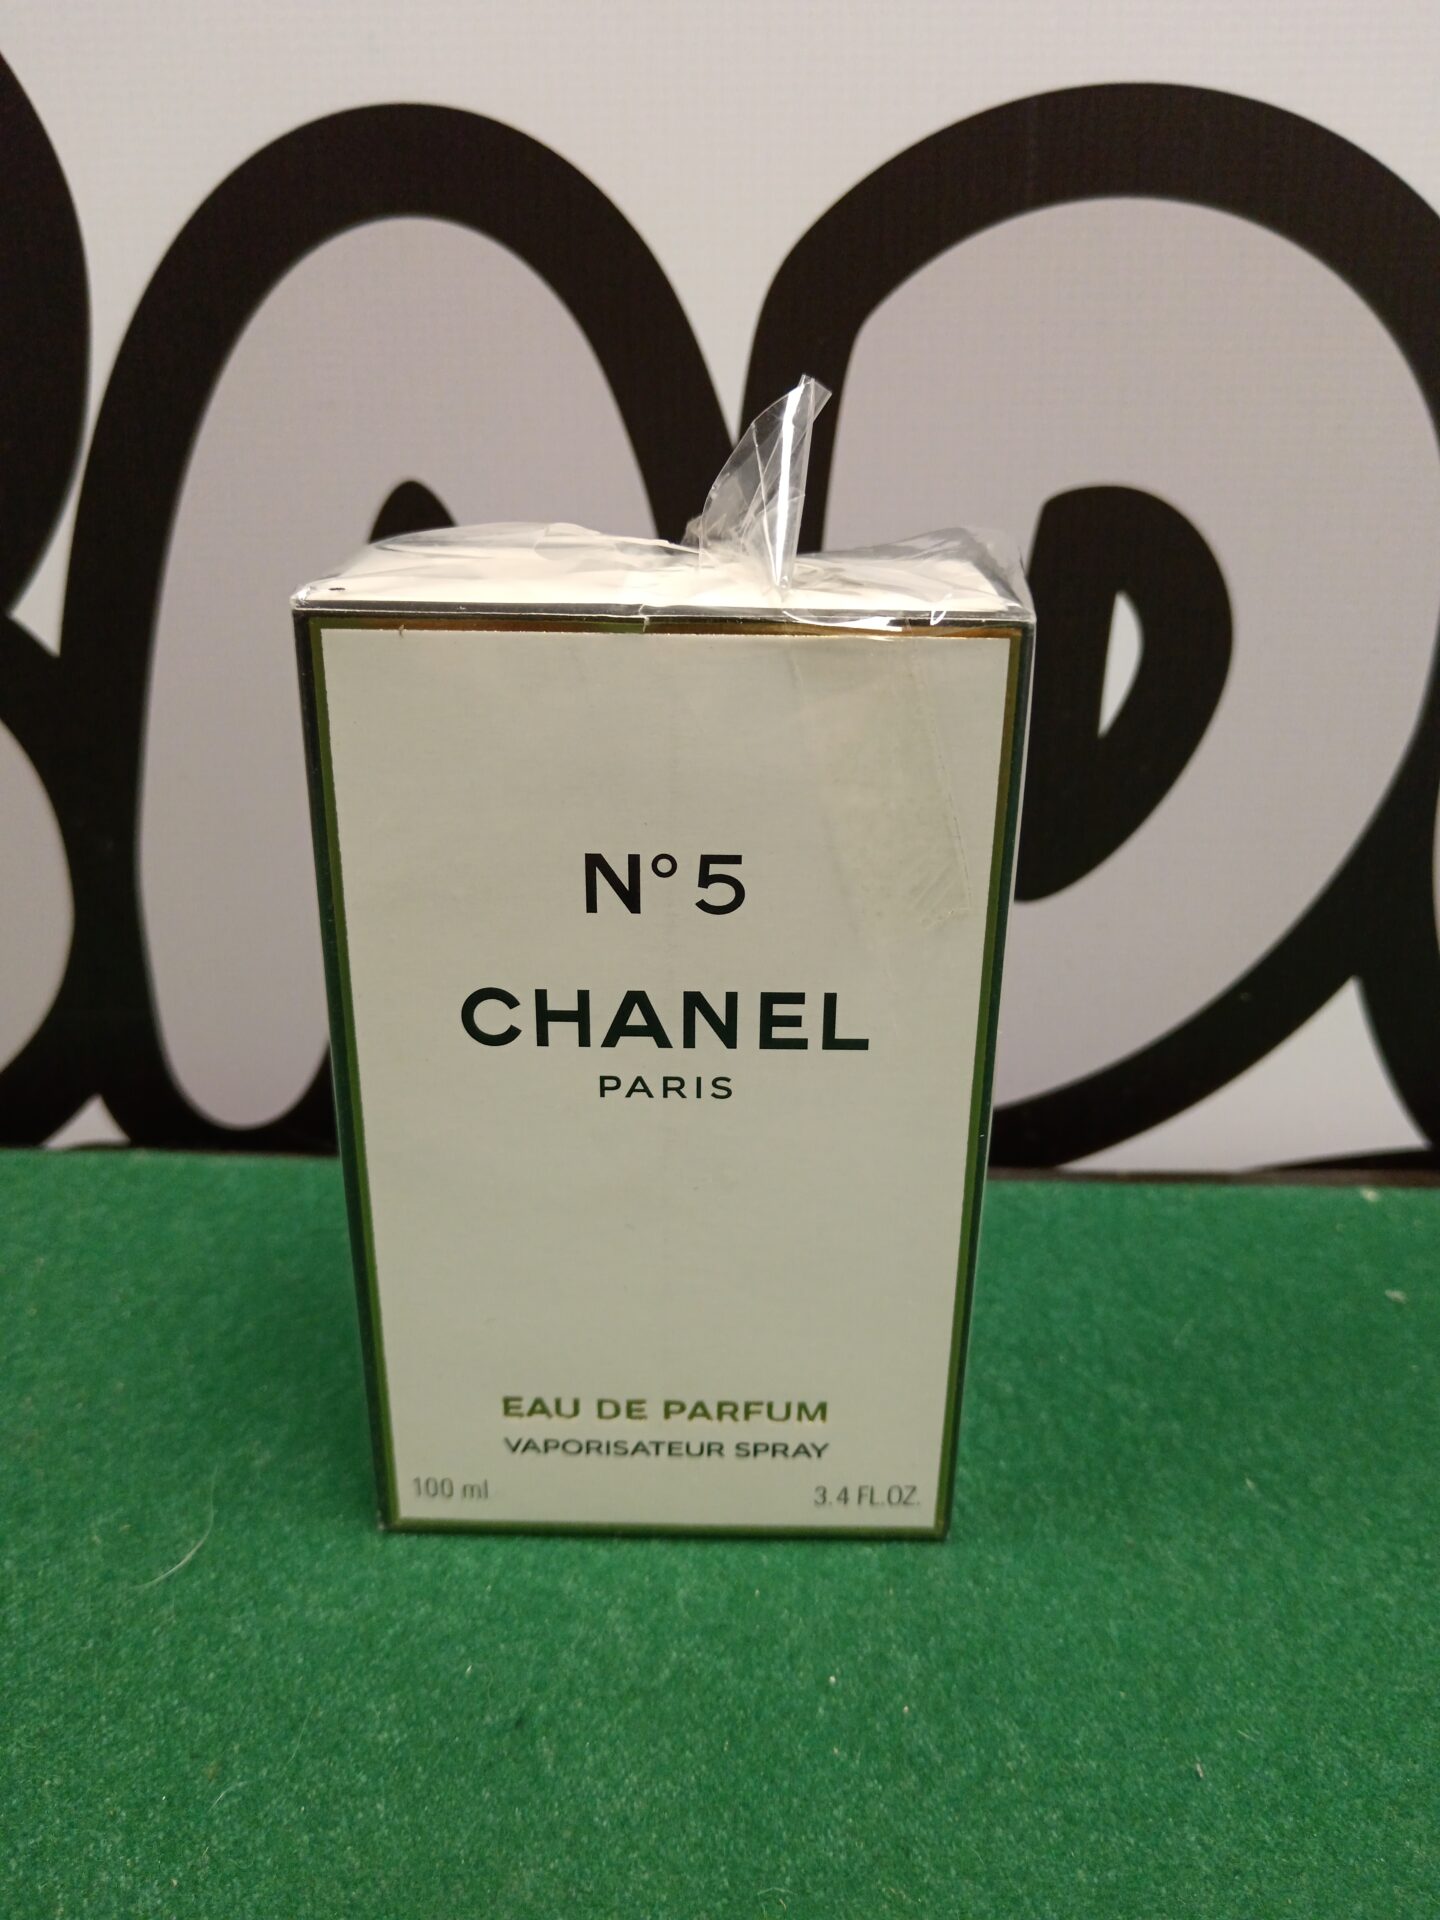 N°5
CHANEL
PARIS
EAU DE PARFUM
VAPORISATEUR SPRAY
100 ml 3.4 FL.OZ.